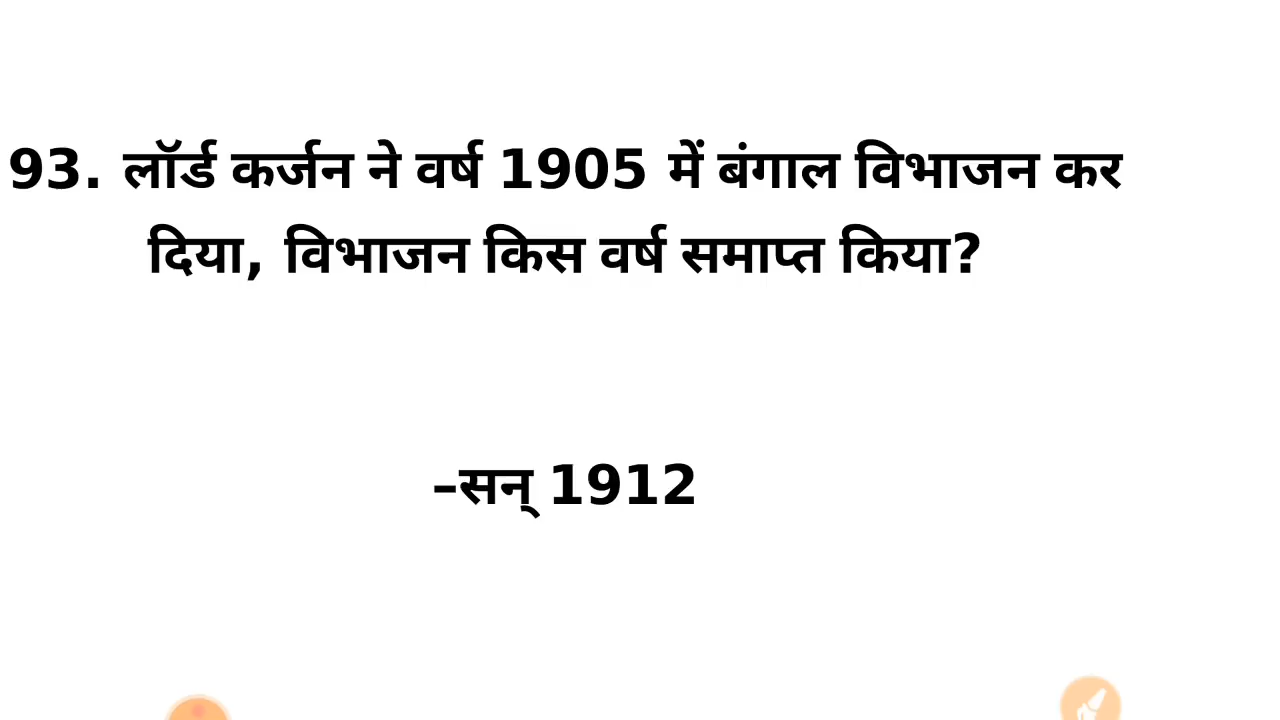 93. लॉर्ड कर्जन ने वर्ष 1905 में बंगाल विभाजन कर
दिया, विभाजन किस वर्ष समाप्त किया?
–सन् 1912